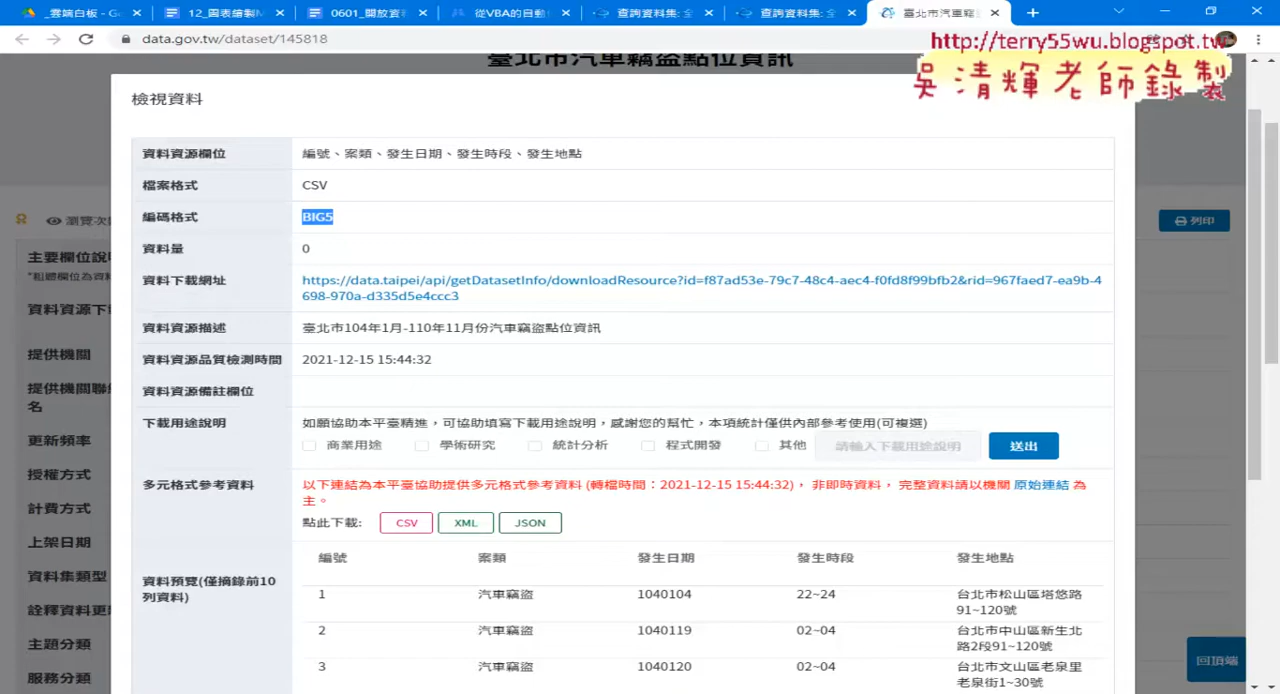 _雲端白板 - G
12_圖表繪製M
0601_開放資料
從VBA的自動
查詢資料集: 全
查詢資料集: 全
臺北市汽車竊
data.gov.tw/dataset/145818
http://terry55wu.blogspot.tw
吳清輝老師錄製
臺北市汽車竊盜點位資訊
檢視資料
資料資源欄位 編號、案類、發生日期、發生時段、發生地點
檔案格式 CSV
編碼格式 BIG5
資料量 0
資料下載網址 https://data.taipei/api/getDatasetInfo/downloadResource?id=f87ad53e-79c7-48c4-aec4-f0fd8f99bfb2&rid=967faed7-ea9b-4
698-970a-d335d5e4ccc3
資料資源描述 臺北市104年1月-110年11月份汽車竊盜點位資訊
資料資源品質檢測時間 2021-12-15 15:44:32
資料資源備註欄位
下載用途說明 如願協助本平臺精進，可協助填寫下載用途說明，感謝您的幫忙，本項統計僅供內部參考使用(可複選)
商業用途 學術研究 統計分析 程式開發 其他 請輸入下載用途說明 送出
多元格式參考資料 以下連結為本平臺協助提供多元格式參考資料 (轉檔時間：2021-12-15 15:44:32)， 非即時資料， 完整資料請以機關 原始連結 為
主。
點此下載: CSV XML JSON
資料預覽(僅摘錄前10
列資料)
編號 案類 發生日期 發生時段 發生地點
1 汽車竊盜 1040104 22~24 台北市松山區塔悠路
91~120號
2 汽車竊盜 1040119 02~04 台北市中山區新生北
路2段91~120號
3 汽車竊盜 1040120 02~04 台北市文山區老泉里
老泉街1~30號
瀏覽次
列印
主要欄位說
*粗體欄位為資料
資料資源下
提供機關
提供機關聯
名
更新頻率
授權方式
計費方式
上架日期
資料集類型
詮釋資料更
主題分類
服務分類
回頂端